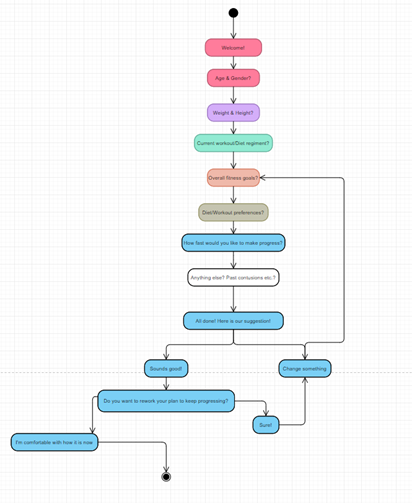 Welcome!
Age & Gender?
Weight & Height?
Current workout/Diet regiment?
Overall fitness goals?
Diet/Workout preferences?
How fast would you like to make progress?
Anything else? Past contusions etc.?
All done! Here is our suggestion!
Sounds good!
Change something
Do you want to rework your plan to keep progressing?
Sure!
I'm comfortable with how it is now